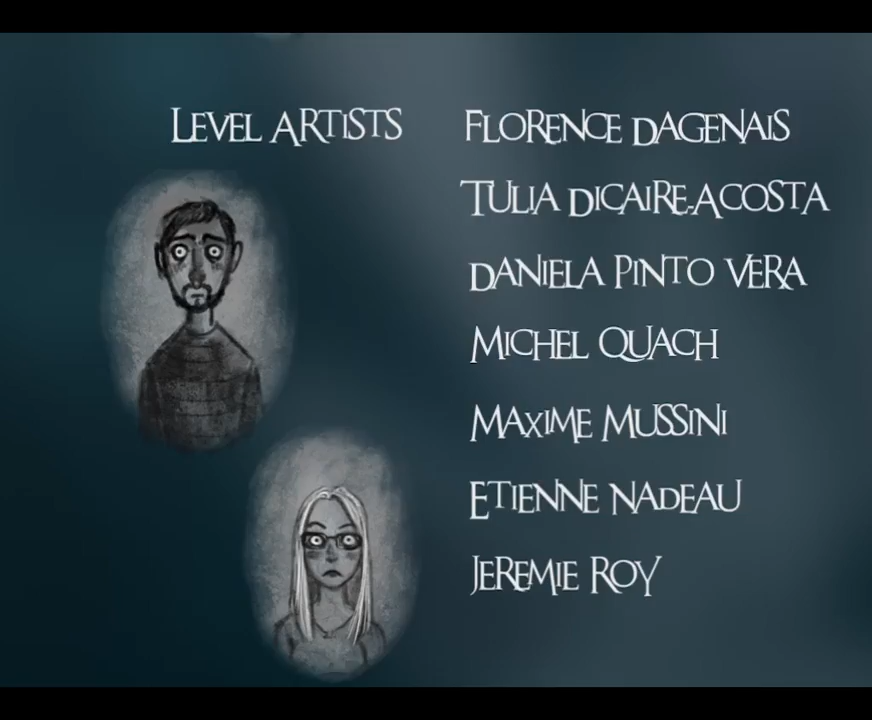 Level Artists Florence Dagenais
Tulia Dicaire-Acosta
Daniela Pinto Vera
Michel Quach
Maxime Mussini
Etienne Nadeau
Jeremie Roy